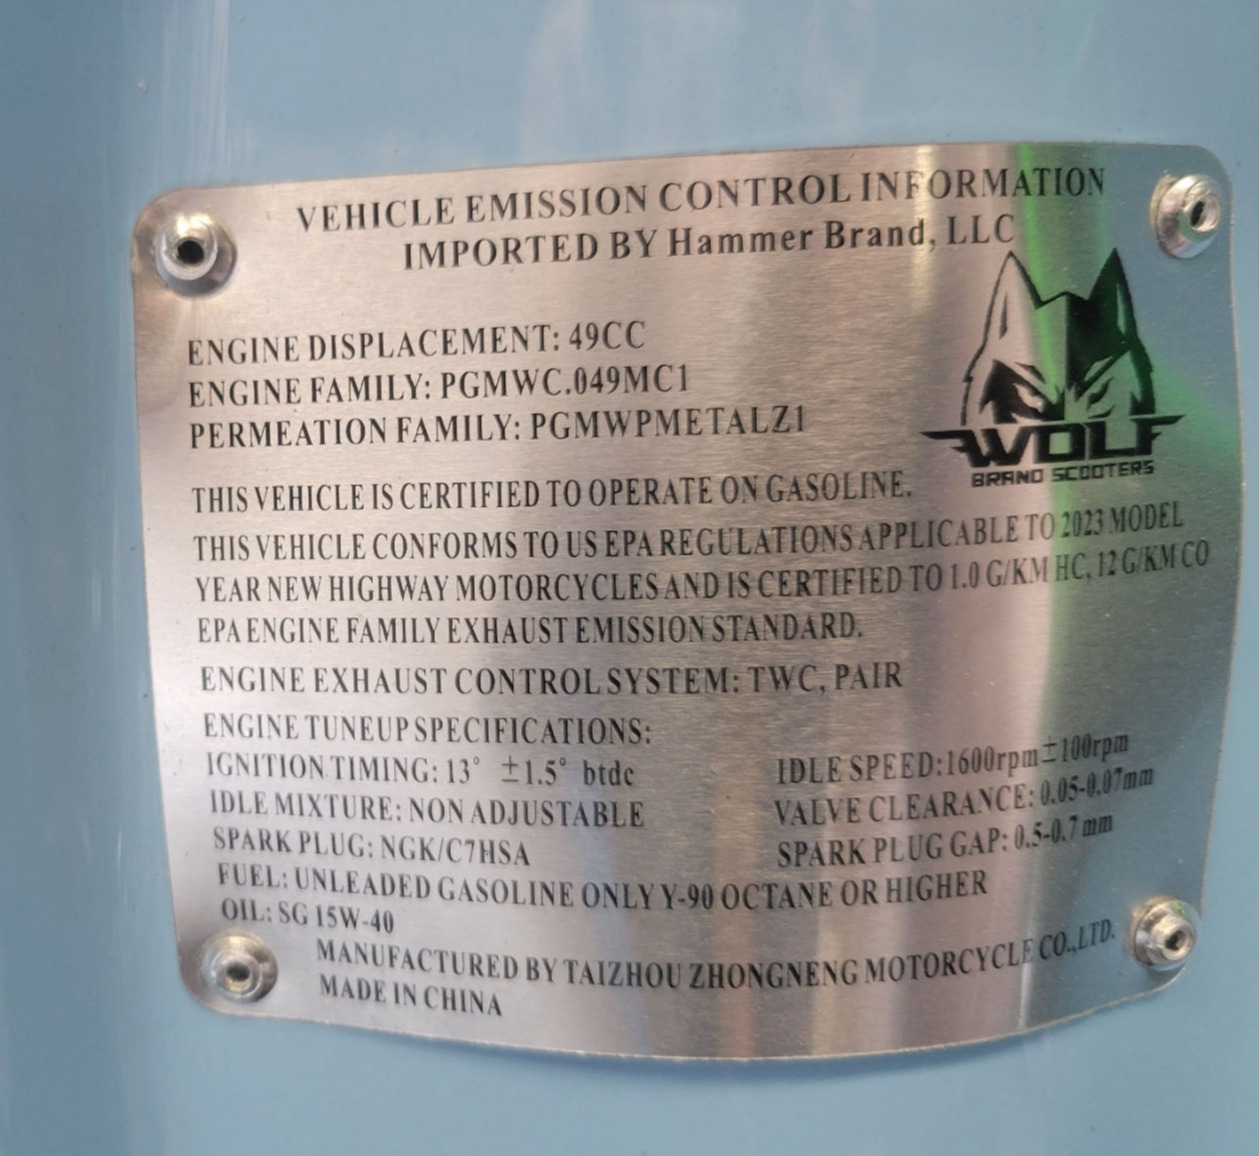 VEHICLE EMISSION CONTROL INFORMATION
IMPORTED BY Hammer Brand, LLC
ENGINE DISPLACEMENT: 49CC
ENGINE FAMILY: PGMWC.049MC1
PERMEATION FAMILY: PGMWPMETALZ1
WOLF
BRAND SCOOTERS
THIS VEHICLE IS CERTIFIED TO OPERATE ON GASOLINE.
THIS VEHICLE CONFORMS TO US EPA REGULATIONS APPLICABLE TO 2023 MODEL
YEAR NEW HIGHWAY MOTORCYCLES AND IS CERTIFIED TO 1.0 G/KM HC, 12 G/KM CO
EPA ENGINE FAMILY EXHAUST EMISSION STANDARD.
ENGINE EXHAUST CONTROL SYSTEM: TWC, PAIR
ENGINE TUNEUP SPECIFICATIONS:
IGNITION TIMING: 13° ±1.5° btdc IDLE SPEED:1600rpm±100rpm
IDLE MIXTURE: NON ADJUSTABLE VALVE CLEARANCE: 0.05-0.07mm
SPARK PLUG: NGK/C7HSA SPARK PLUG GAP: 0.5-0.7mm
FUEL: UNLEADED GASOLINE ONLY Y-90 OCTANE OR HIGHER
OIL: SG 15W-40
MANUFACTURED BY TAIZHOU ZHONGNENG MOTORCYCLE CO.,LTD.
MADE IN CHINA